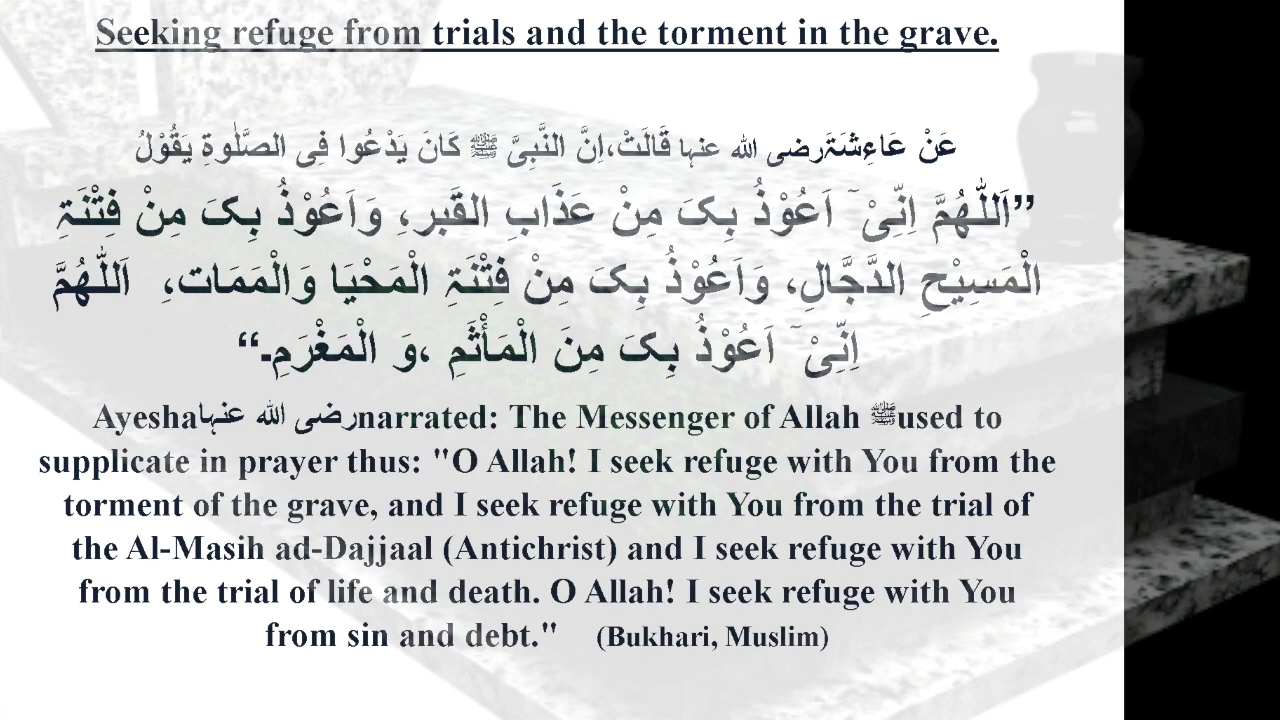 Seeking refuge from trials and the torment in the grave.
عَنْ عَاءِشَۃَرضی اللہ عنہا قَالَتْ،اِنَّ النَّبِیَّ ﷺ کَانَ یَدْعُوا فِی الصَّلٰوۃِ یَقُوْلُ
”اَللّٰھُمَّ اِنِّیْ ٓ اَعُوْذُ بِکَ مِنْ عَذَابِ القَبرِ، وَاَعُوْذُ بِکَ مِنْ فِتْنَۃِ
الْمَسِیْحِ الدَّجَّالِ، وَاَعُوْذُ بِکَ مِنْ فِتْنَۃِ الْمَحْیَا وَالْمَمَات،ِ اَللّٰھُمَّ
اِنِّیْ ٓ اَعُوْذُ بِکَ مِنَ الْمَأْثَمِ ،وَ الْمَغْرَمِ۔“
Ayeshaرضی اللہ عنہاnarrated: The Messenger of Allah ﷺused to
supplicate in prayer thus: "O Allah! I seek refuge with You from the
torment of the grave, and I seek refuge with You from the trial of
the Al-Masih ad-Dajjaal (Antichrist) and I seek refuge with You
from the trial of life and death. O Allah! I seek refuge with You
from sin and debt." (Bukhari, Muslim)